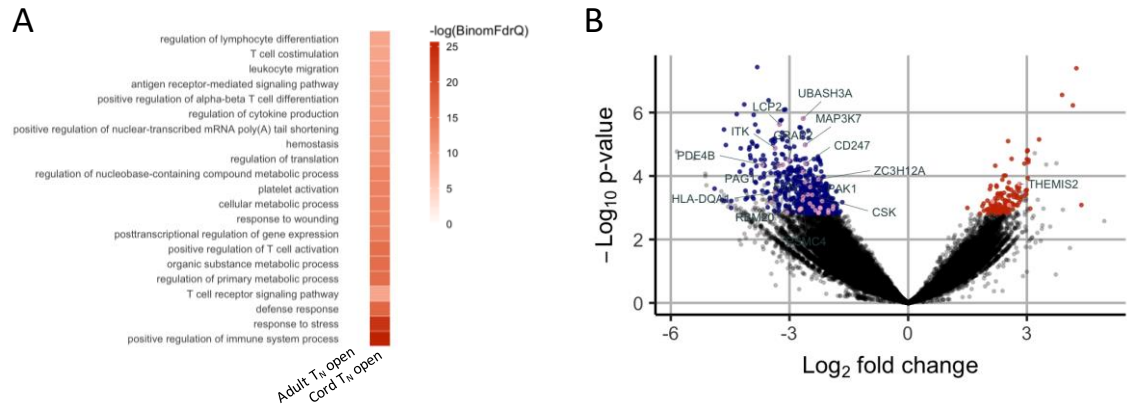 A
regulation of lymphocyte differentiation
T cell costimulation
leukocyte migration
antigen receptor-mediated signaling pathway
positive regulation of alpha-beta T cell differentiation
regulation of cytokine production
positive regulation of nuclear-transcribed mRNA poly(A) tail shortening
hemostasis
regulation of translation
regulation of nucleobase-containing compound metabolic process
platelet activation
cellular metabolic process
response to wounding
posttranscriptional regulation of gene expression
positive regulation of T cell activation
organic substance metabolic process
regulation of primary metabolic process
T cell receptor signaling pathway
defense response
response to stress
positive regulation of immune system process
Adult TN open
Cord TN open
-log(BinomFdrQ)
25
20
15
10
5
0
B
− Log10 p-value
6
4
2
0
UBASH3A
LCP2
MAP3K7
ITK
CD247
PDE4B
ZC3H12A
PAG1
PAK1
THEMIS2
HLA-DQA1
CSK
-6
-3
0
3
Log2 fold change